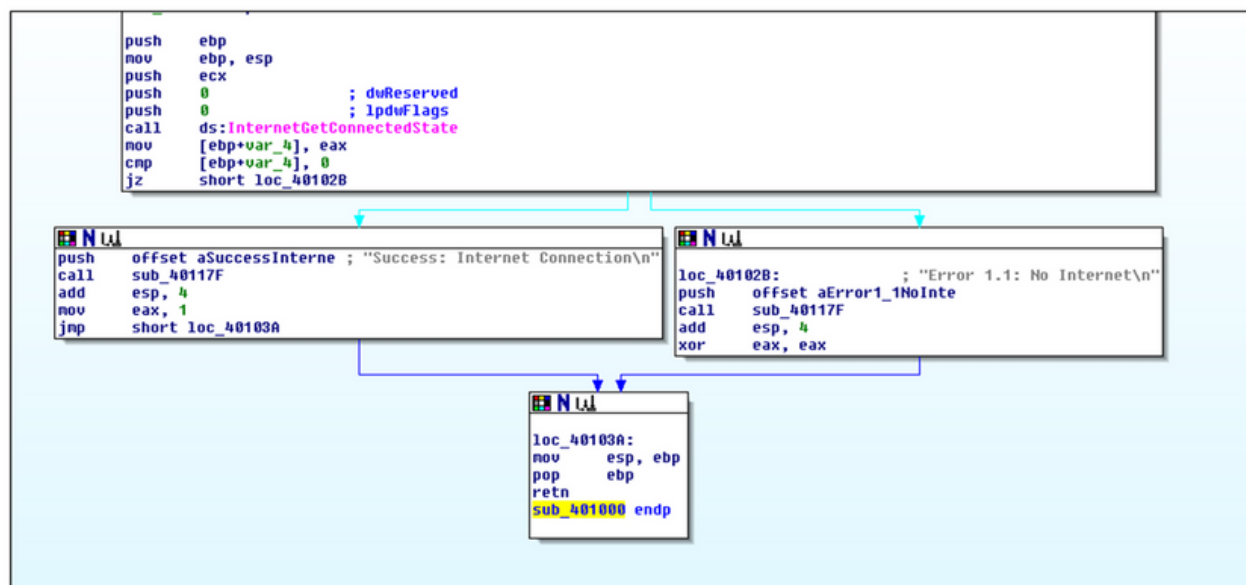 push ebp
mov ebp, esp
push ecx
push 0 ; dwReserved
push 0 ; lpdwFlags
call ds:InternetGetConnectedState
mov [ebp+var_4], eax
cmp [ebp+var_4], 0
jz short loc_40102B
N
push offset aSuccessInterne ; "Success: Internet Connection\n"
call sub_40117F
add esp, 4
mov eax, 1
jmp short loc_40103A
N
loc_40102B: ; "Error 1.1: No Internet\n"
push offset aError1_1NoInte
call sub_40117F
add esp, 4
xor eax, eax
N
loc_40103A:
mov esp, ebp
pop ebp
retn
sub_401000 endp